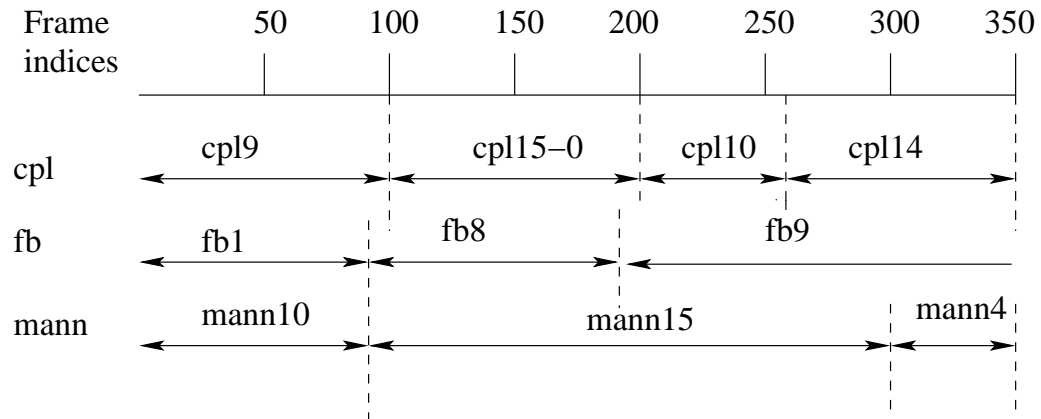 Frame indices
50 100 150 200 250 300 350
cpl
cpl9 cpl15–0 cpl10 cpl14
fb
fb1 fb8 fb9
mann
mann10 mann15 mann4